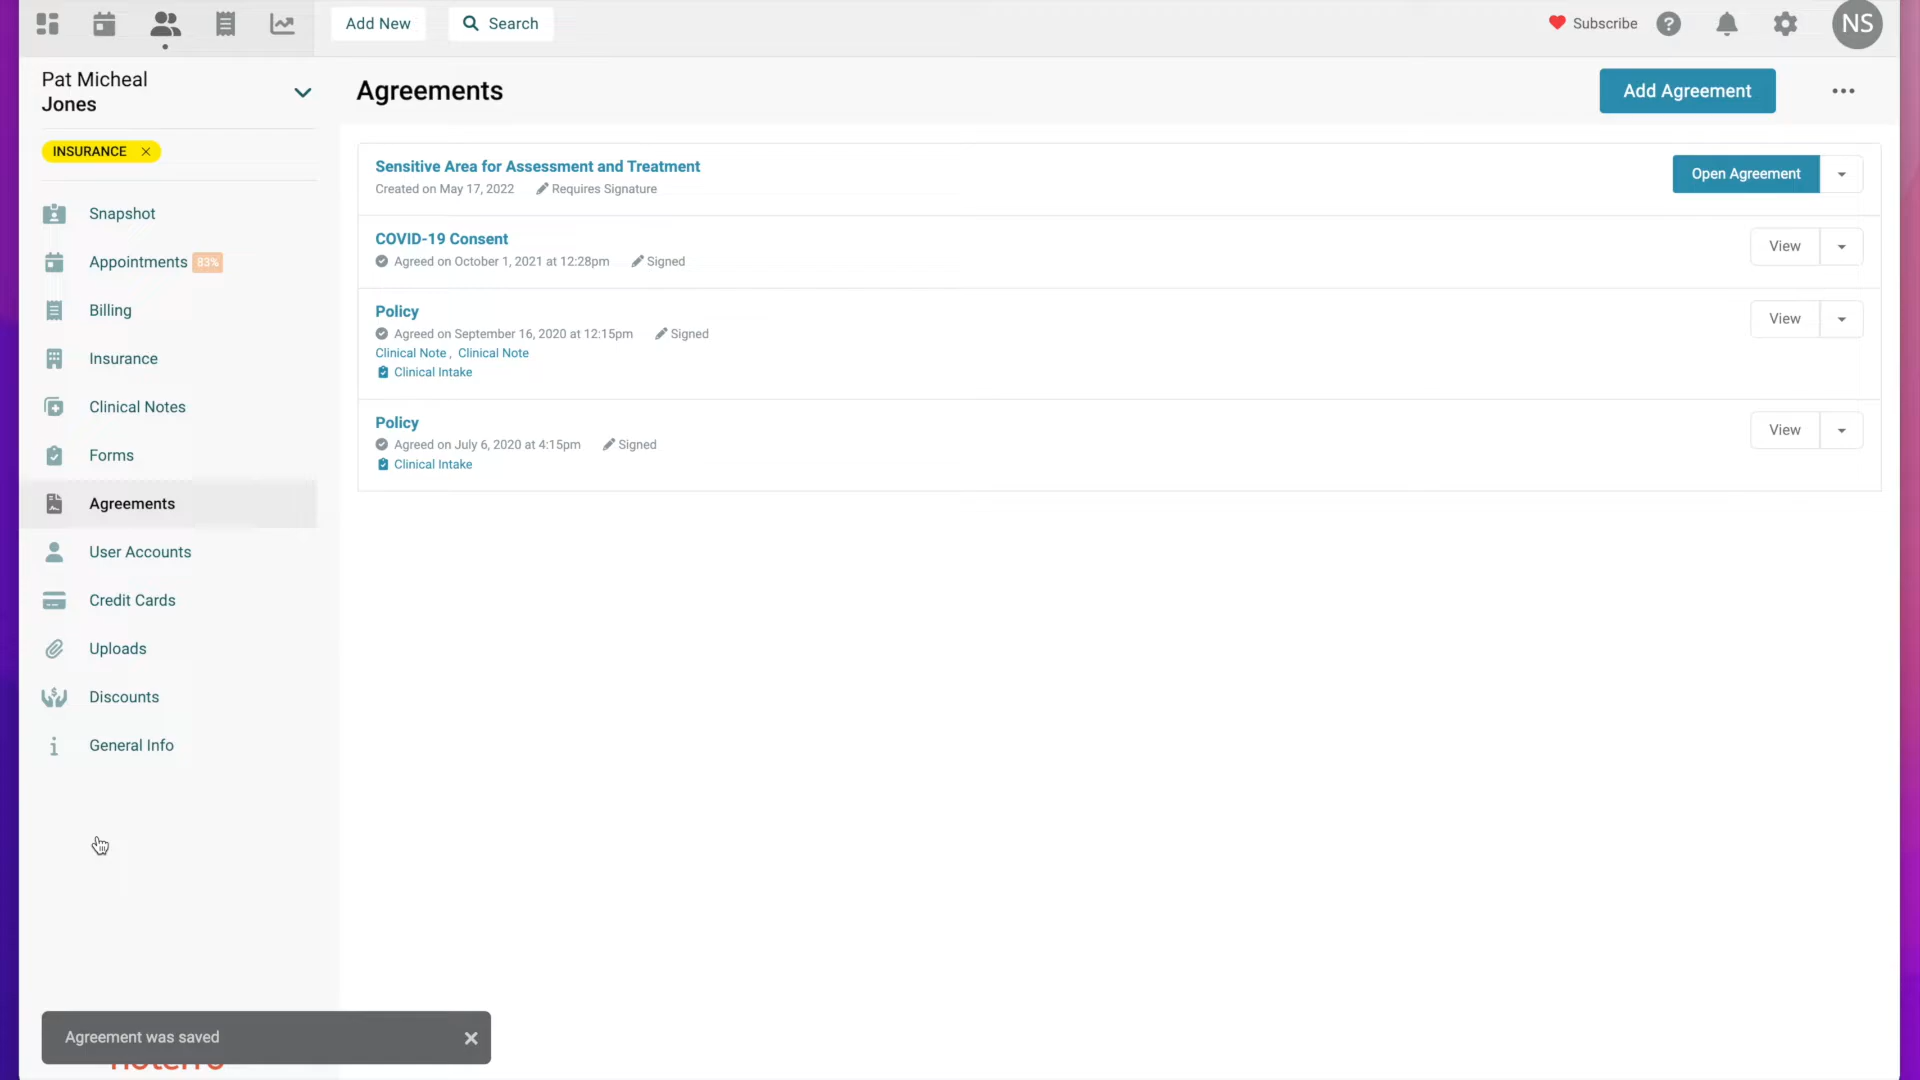 Add New
Search
Subscribe
NS
Pat Micheal
Jones
INSURANCE
Snapshot
Appointments 83%
Billing
Insurance
Clinical Notes
Forms
Agreements
User Accounts
Credit Cards
Uploads
Discounts
General Info
Agreement was saved
Agreements
Add Agreement
Sensitive Area for Assessment and Treatment
Created on May 17, 2022 Requires Signature
Open Agreement
COVID-19 Consent
Agreed on October 1, 2021 at 12:28pm Signed
View
Policy
Agreed on September 16, 2020 at 12:15pm Signed
Clinical Note , Clinical Note
Clinical Intake
View
Policy
Agreed on July 6, 2020 at 4:15pm Signed
Clinical Intake
View